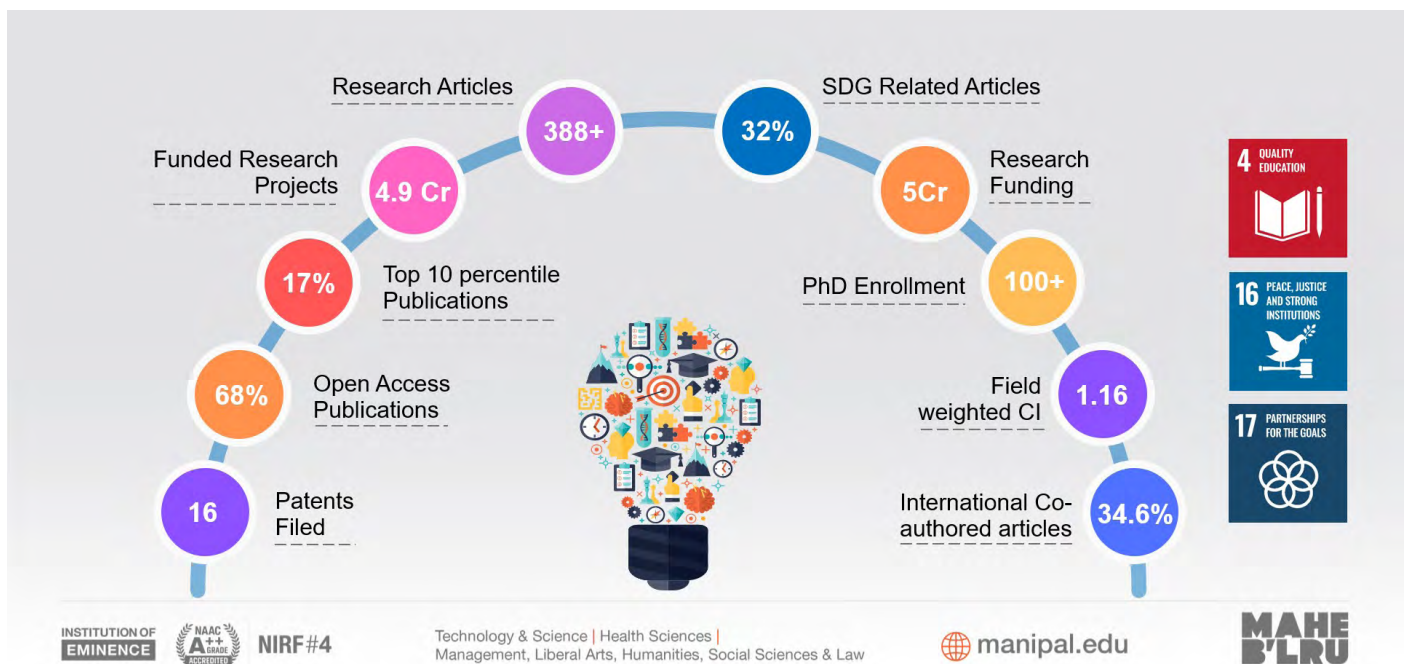 Research Articles
388+
32%
SDG Related Articles
Funded Research
Projects
4.9 Cr
5Cr
Research
Funding
17%
Top 10 percentile
Publications
PhD Enrollment
100+
68%
Open Access
Publications
Field
weighted CI
1.16
16
Patents
Filed
International Co-
authored articles
34.6%
4 QUALITY
EDUCATION
16 PEACE, JUSTICE
AND STRONG
INSTITUTIONS
17 PARTNERSHIPS
FOR THE GOALS
INSTITUTION OF
EMINENCE
NAAC
A++
GRADE
ACCREDITED
NIRF#4
Technology & Science | Health Sciences |
Management, Liberal Arts, Humanities, Social Sciences & Law
manipal.edu
MAHE
B'LRU